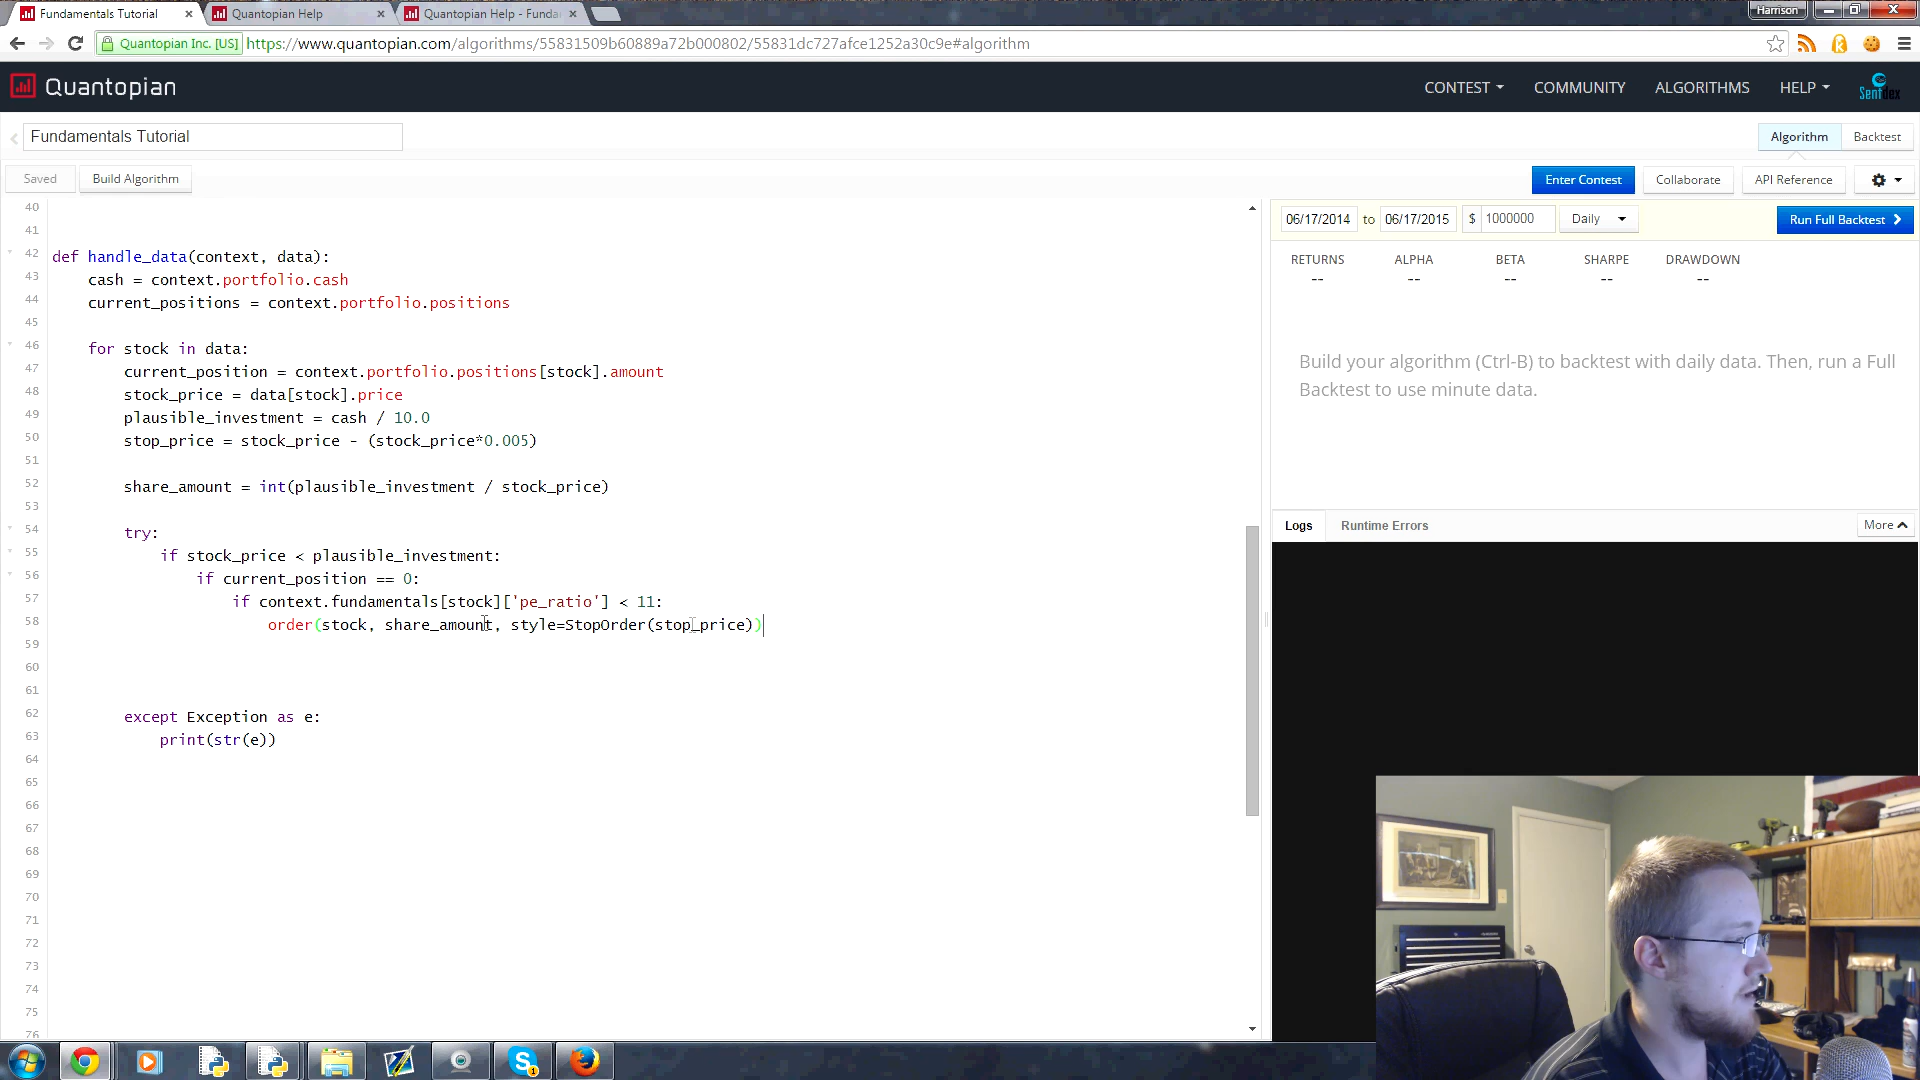 Fundamentals Tutorial
Quantopian Help
Quantopian Help - Funda
Harrison
Quantopian Inc. [US]
https://www.quantopian.com/algorithms/55831509b60889a72b000802/55831dc727afce1252a30c9e#algorithm
Quantopian
CONTEST
COMMUNITY
ALGORITHMS
HELP
Sentdex
Fundamentals Tutorial
Algorithm
Backtest
Saved
Build Algorithm
Enter Contest
Collaborate
API Reference
40
41
42 def handle_data(context, data):
43 cash = context.portfolio.cash
44 current_positions = context.portfolio.positions
45
46 for stock in data:
47 current_position = context.portfolio.positions[stock].amount
48 stock_price = data[stock].price
49 plausible_investment = cash / 10.0
50 stop_price = stock_price - (stock_price*0.005)
51
52 share_amount = int(plausible_investment / stock_price)
53
54 try:
55 if stock_price < plausible_investment:
56 if current_position == 0:
57 if context.fundamentals[stock]['pe_ratio'] < 11:
58 order(stock, share_amount, style=StopOrder(stop_price))
59
60
61
62 except Exception as e:
63 print(str(e))
64
65
66
67
68
69
70
71
72
73
74
75
76
06/17/2014 to 06/17/2015 $ 1000000 Daily
Run Full Backtest
RETURNS ALPHA BETA SHARPE DRAWDOWN
-- -- -- -- --
Build your algorithm (Ctrl-B) to backtest with daily data. Then, run a Full
Backtest to use minute data.
Logs
Runtime Errors
More